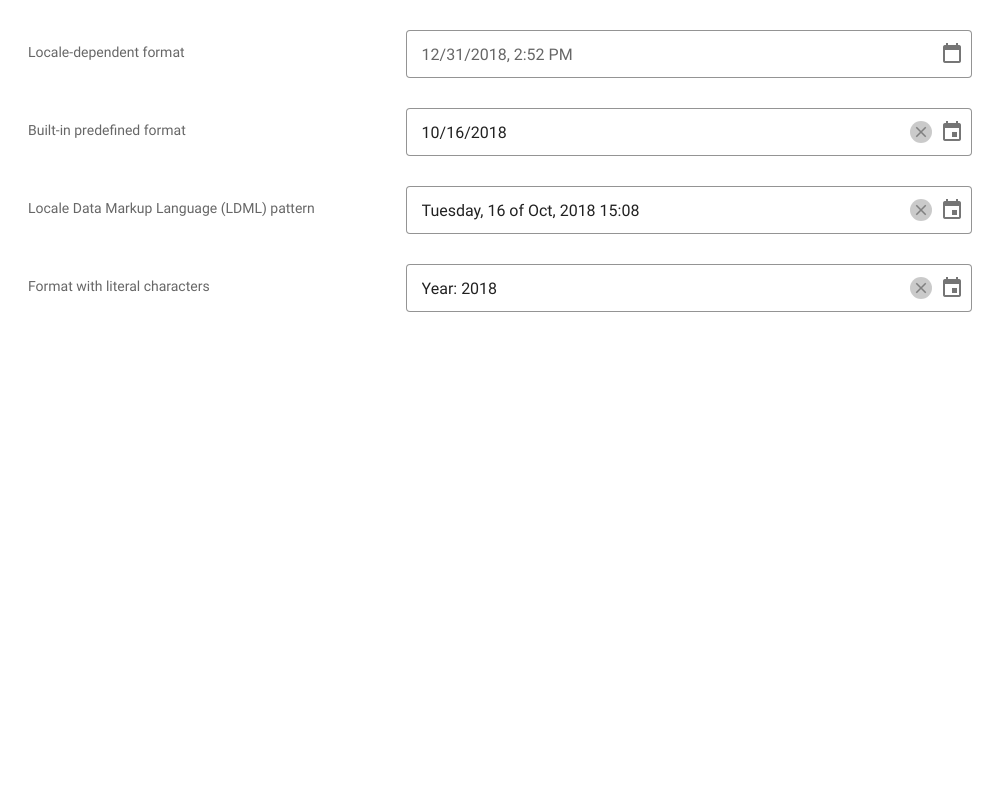 Locale-dependent format
12/31/2018, 2:52 PM
Built-in predefined format
10/16/2018
Locale Data Markup Language (LDML) pattern
Tuesday, 16 of Oct, 2018 15:08
Format with literal characters
Year: 2018